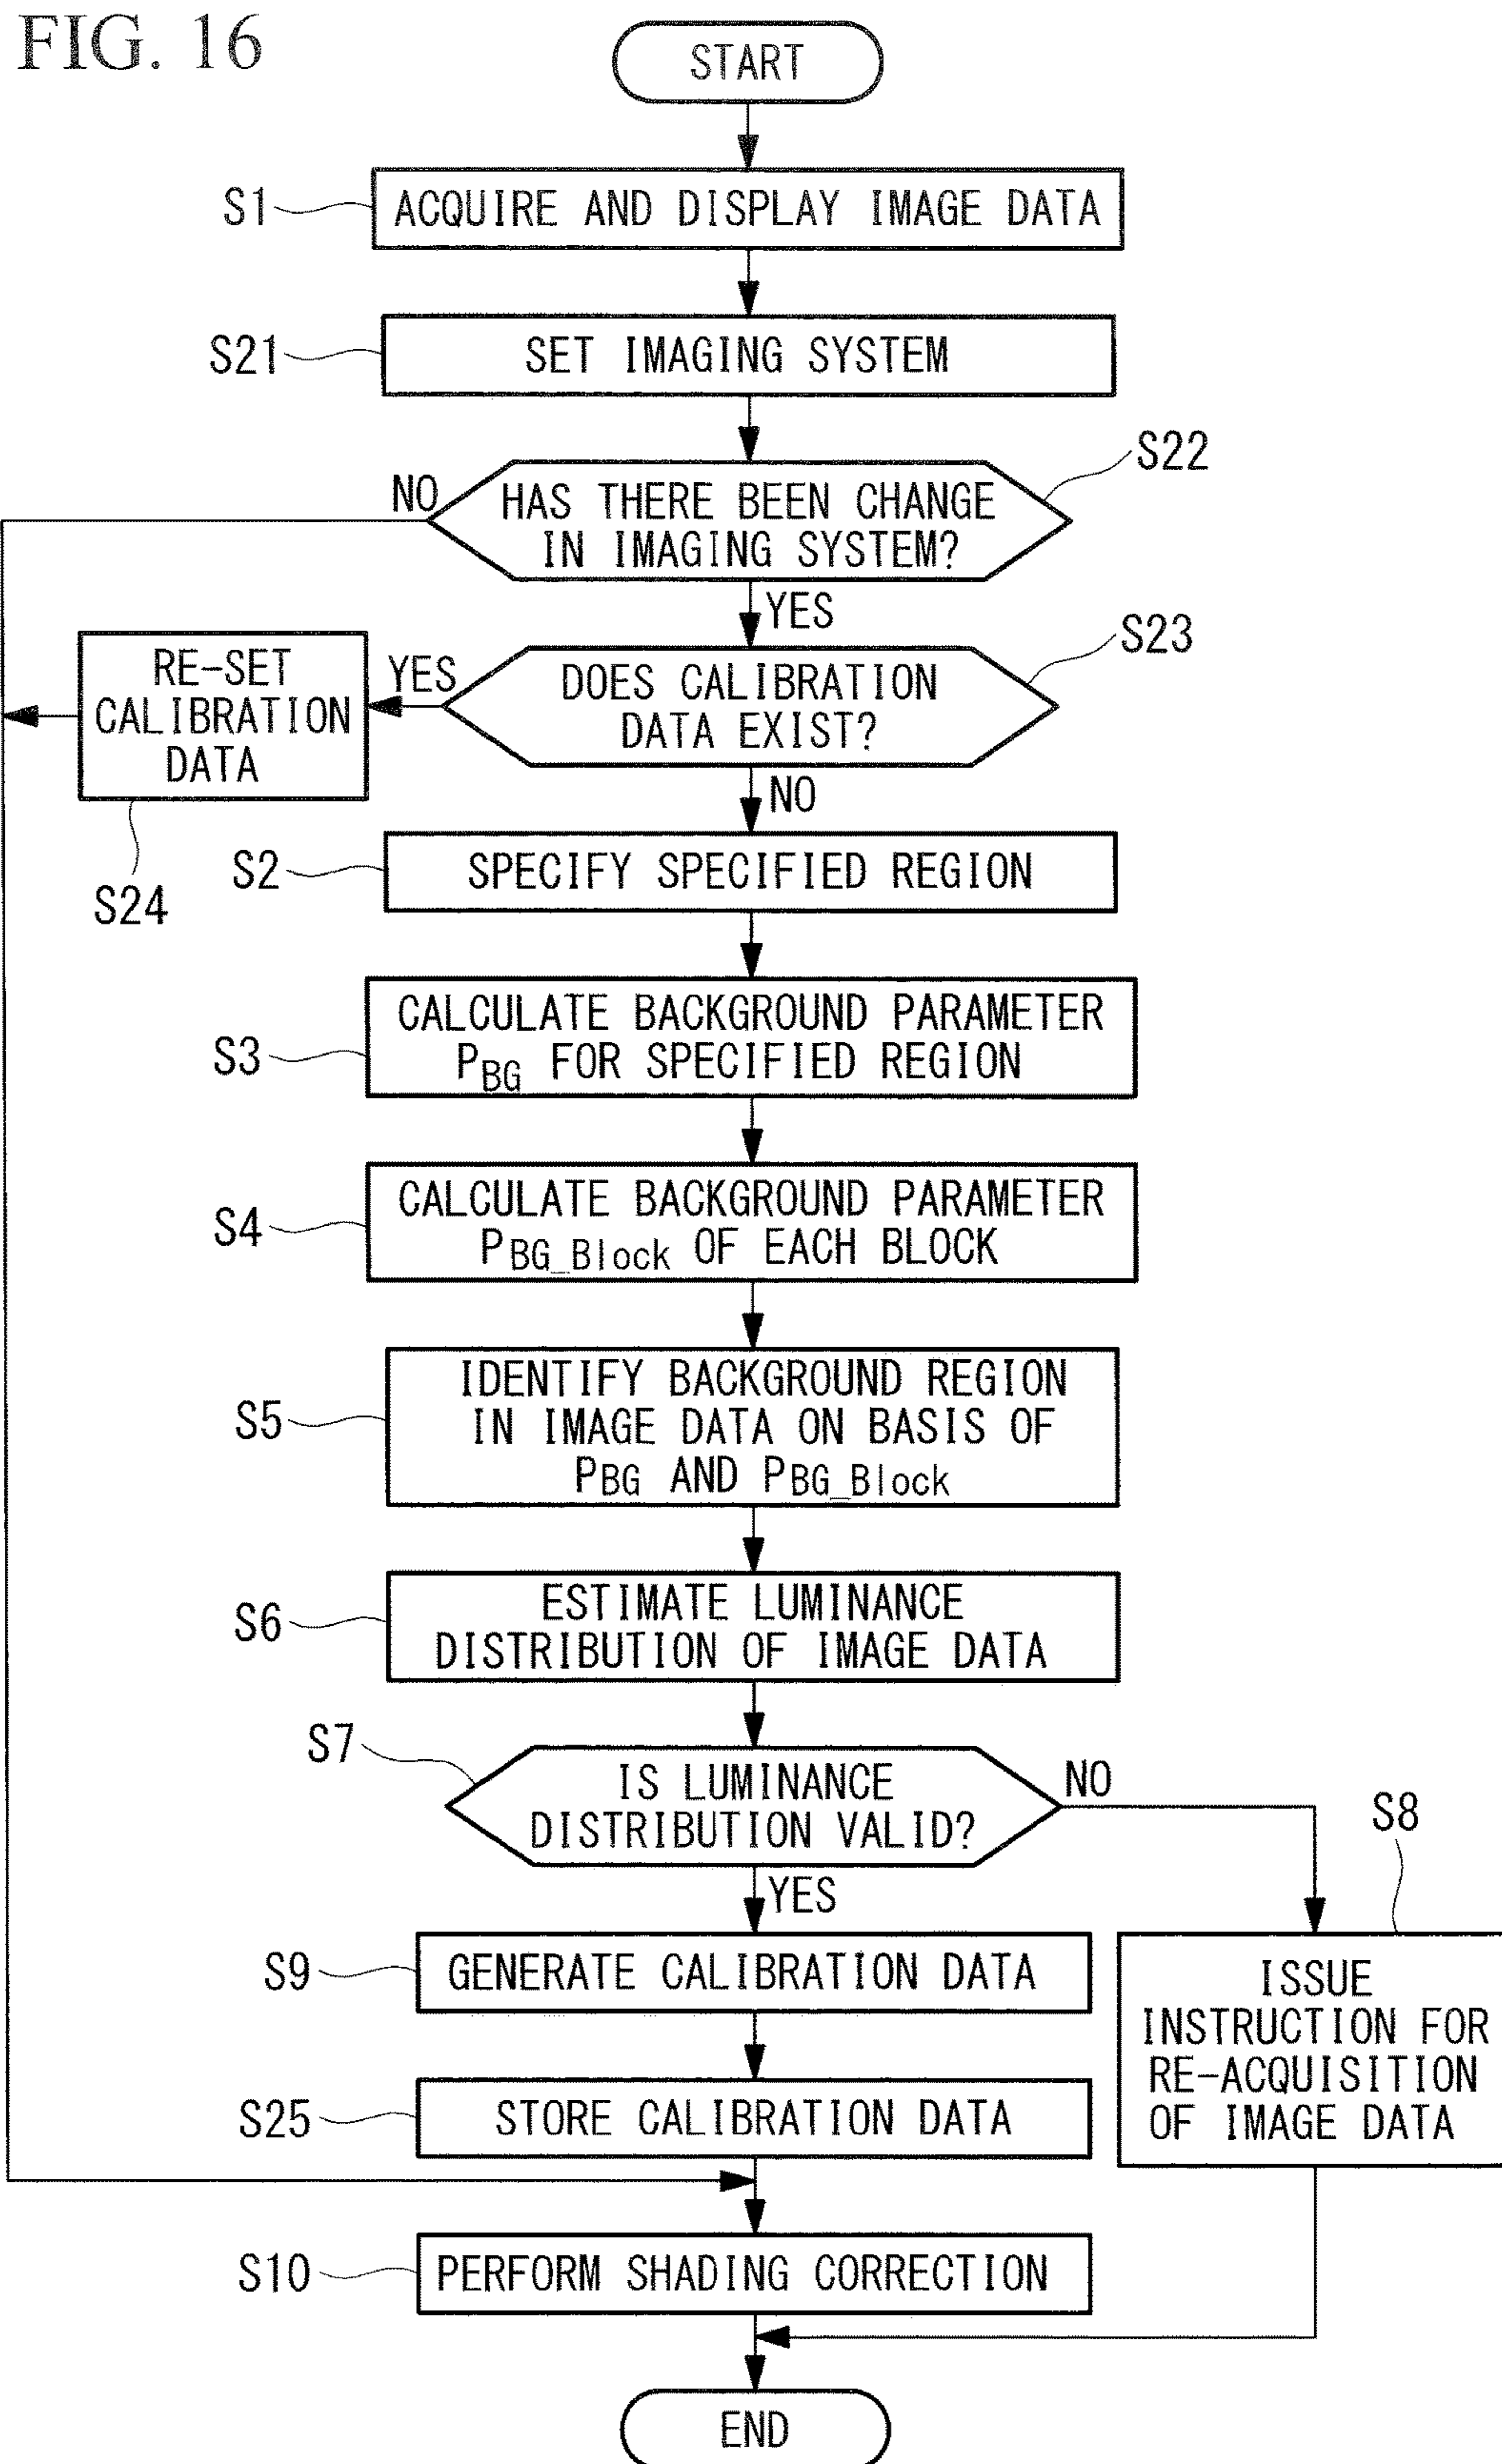 FIG. 16
START
S1
ACQUIRE AND DISPLAY IMAGE DATA
S21
SET IMAGING SYSTEM
S22
NO
HAS THERE BEEN CHANGE
IN IMAGING SYSTEM?
YES
S23
RE-SET
CALIBRATION
DATA
YES
DOES CALIBRATION
DATA EXIST?
NO
S24
S2
SPECIFY SPECIFIED REGION
S3
CALCULATE BACKGROUND PARAMETER
PBG FOR SPECIFIED REGION
S4
CALCULATE BACKGROUND PARAMETER
PBG_Block OF EACH BLOCK
S5
IDENTIFY BACKGROUND REGION
IN IMAGE DATA ON BASIS OF
PBG AND PBG_Block
S6
ESTIMATE LUMINANCE
DISTRIBUTION OF IMAGE DATA
S7
IS LUMINANCE
DISTRIBUTION VALID?
NO
S8
YES
S9
GENERATE CALIBRATION DATA
ISSUE
INSTRUCTION FOR
RE-ACQUISITION
OF IMAGE DATA
S25
STORE CALIBRATION DATA
S10
PERFORM SHADING CORRECTION
END